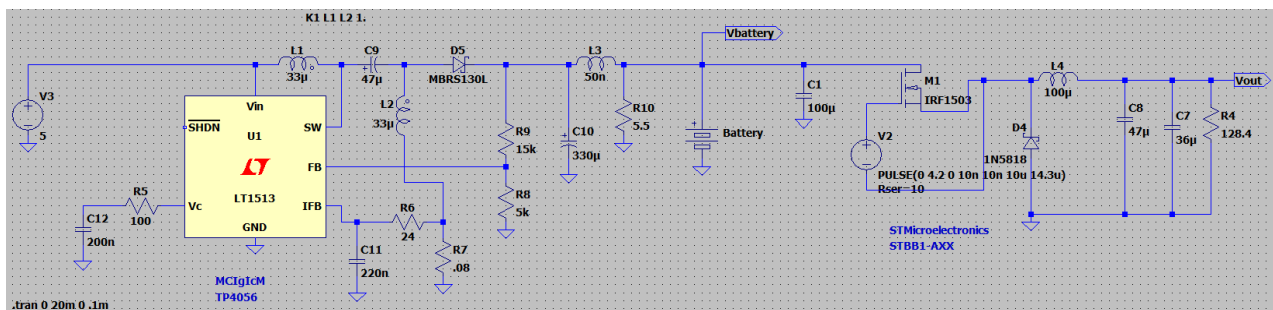 K1 L1 L2 1.
L1
33µ
C9
47µ
D5
MBRS130L
L3
50n
Vbattery
V3
5
Vin
SHDN
U1
SW
FB
LT1513
Vc
IFB
GND
L2
33µ
R9
15k
C10
330µ
R10
5.5
Battery
C1
100µ
M1
IRF1503
L4
100µ
Vout
V2
PULSE(0 4.2 0 10n 10n 10u 14.3u)
Rser=10
D4
1N5818
C8
47µ
C7
36µ
R4
128.4
R5
100
C12
200n
R6
24
R8
5k
C11
220n
R7
.08
MCIgIcM
TP4056
STMicroelectronics
STBB1-AXX
.tran 0 20m 0 .1m